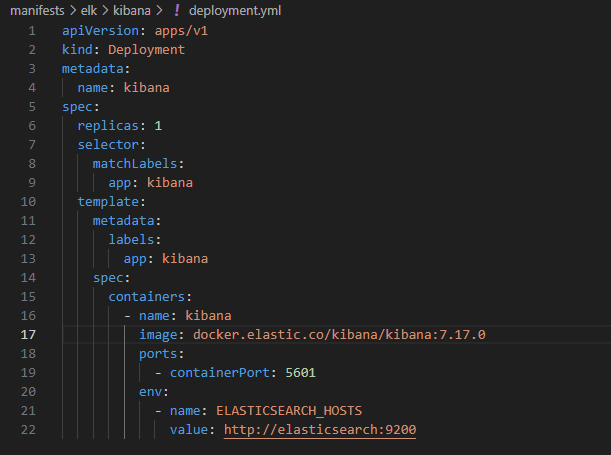 manifests > elk > kibana > ! deployment.yml
1 apiVersion: apps/v1
2 kind: Deployment
3 metadata:
4   name: kibana
5 spec:
6   replicas: 1
7   selector:
8     matchLabels:
9       app: kibana
10   template:
11     metadata:
12       labels:
13         app: kibana
14     spec:
15       containers:
16         - name: kibana
17           image: docker.elastic.co/kibana/kibana:7.17.0
18           ports:
19             - containerPort: 5601
20           env:
21             - name: ELASTICSEARCH_HOSTS
22               value: http://elasticsearch:9200